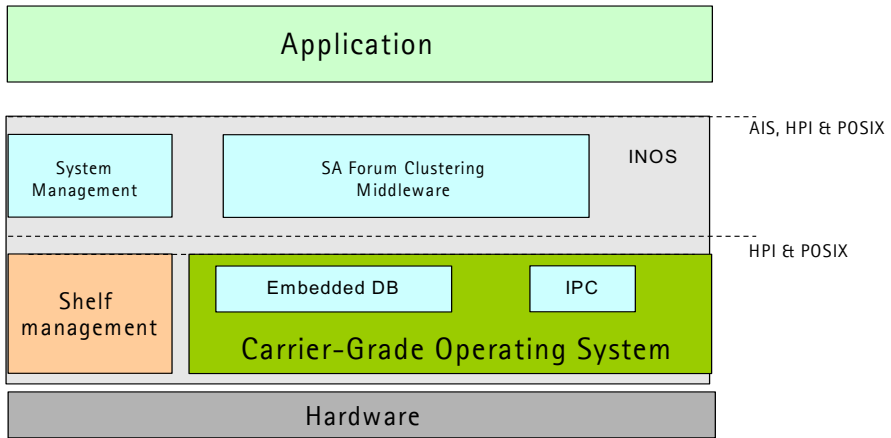 Application
AIS, HPI & POSIX
System
Management
SA Forum Clustering
Middleware
INOS
HPI & POSIX
Shelf
management
Embedded DB
IPC
Carrier-Grade Operating System
Hardware